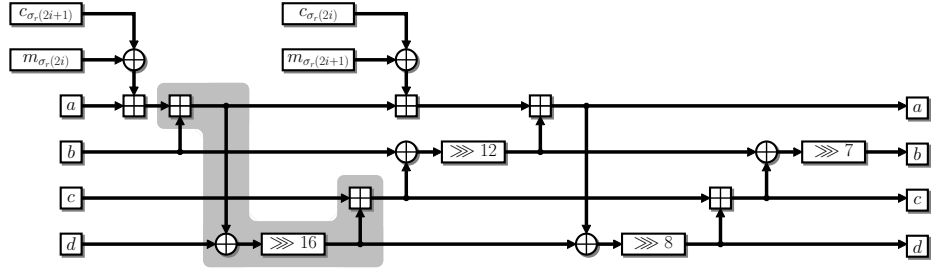 c_{σ_r(2i+1)} c_{σ_r(2i)}
m_{σ_r(2i)} m_{σ_r(2i+1)}
a a
b ⋙ 12 ⋙ 7 b
c c
d ⋙ 16 ⋙ 8 d